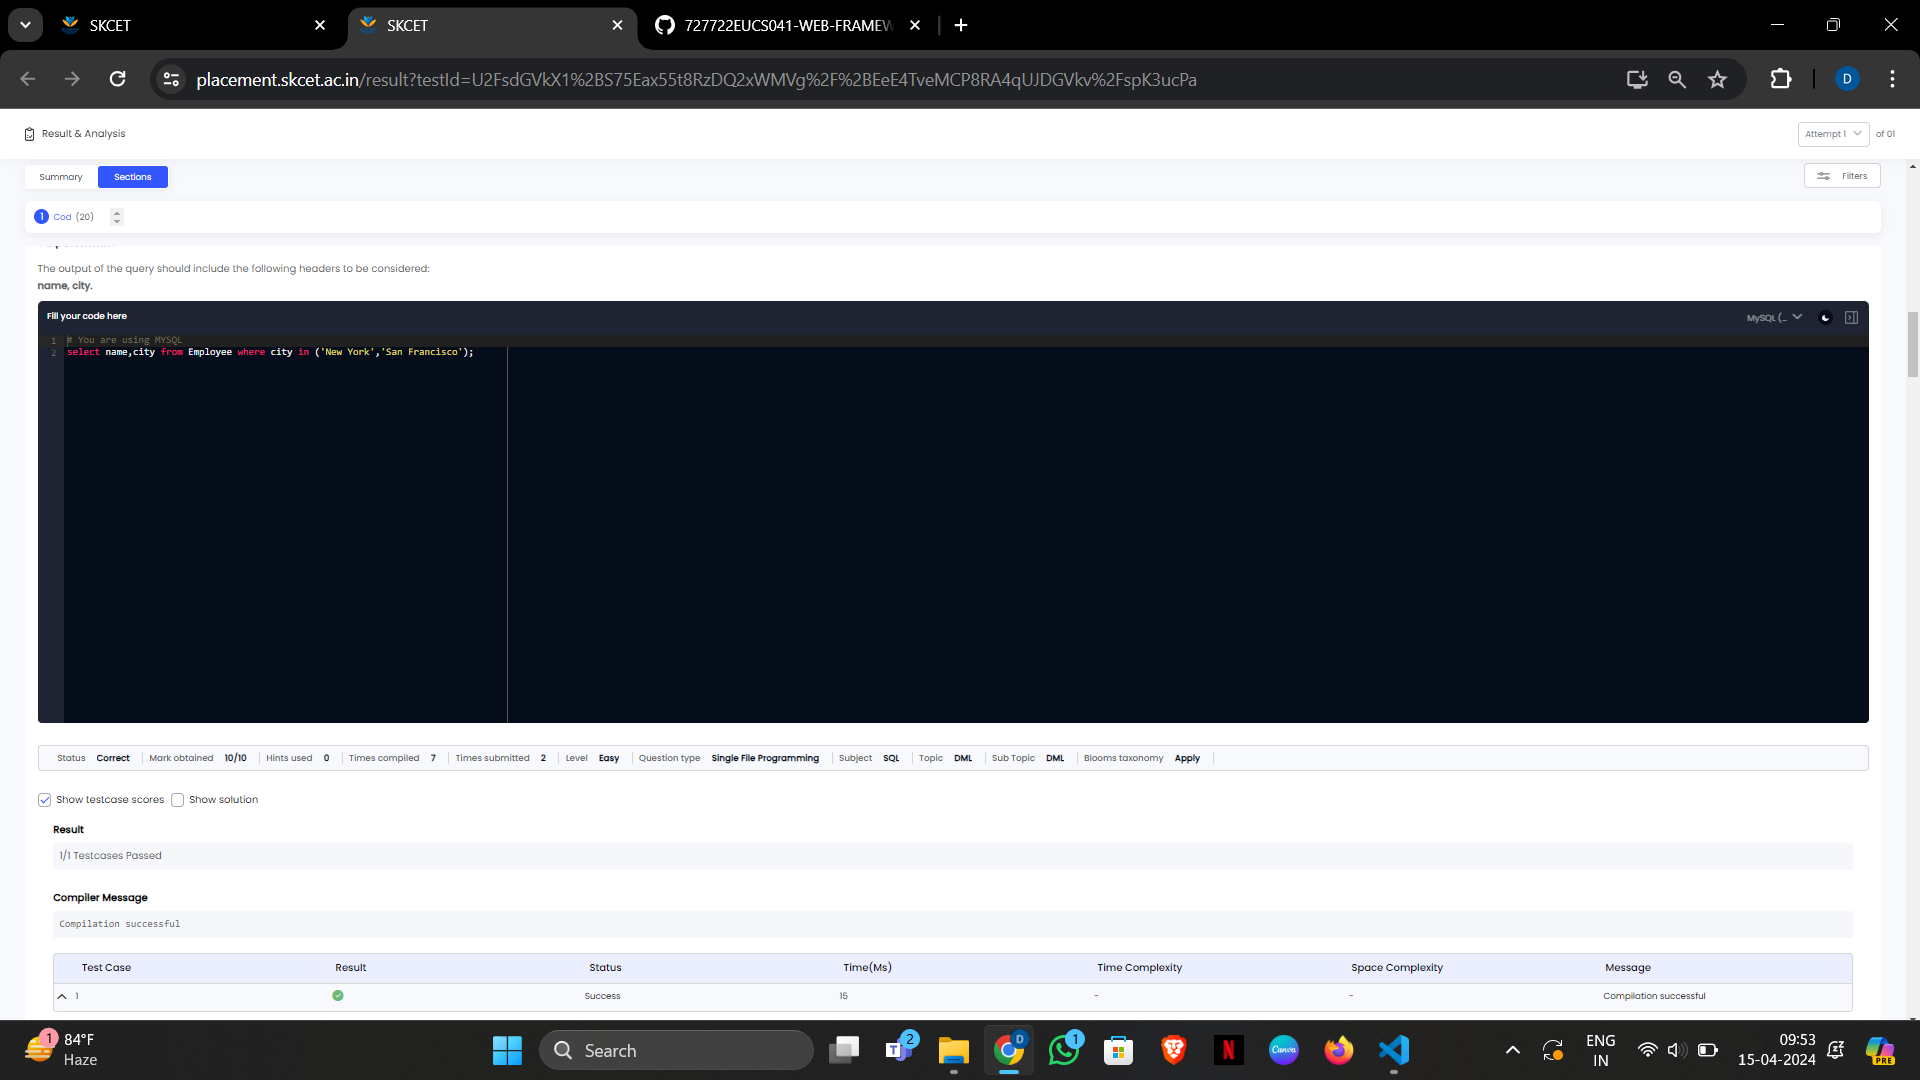 SKCET
SKCET
727722EUCS041-WEB-FRAMEW
placement.skcet.ac.in/result?testId=U2FsdGVkX1%2BS75Eax55t8RzDQ2xWMVg%2F%2BEeE4TveMCP8RA4qUJDGVkv%2FspK3ucPa
D
Result & Analysis
Attempt 1
of 01
Summary
Sections
Filters
1 Cod (20)
The output of the query should include the following headers to be considered:
name, city.
Fill your code here
MySQL (...
1 # You are using MYSQL
2 select name,city from Employee where city in ('New York','San Francisco');
Status Correct Mark obtained 10/10 Hints used 0 Times compiled 7 Times submitted 2 Level Easy Question type Single File Programming Subject SQL Topic DML Sub Topic DML Blooms taxonomy Apply
Show testcase scores Show solution
Result
1/1 Testcases Passed
Compiler Message
Compilation successful
Test Case Result Status Time(Ms) Time Complexity Space Complexity Message
1 Success 15 - - Compilation successful
1 84°F
Haze
Search
T 2
D
1
N
Canva
ENG
IN
09:53
15-04-2024
PRE